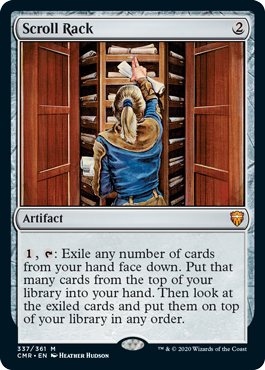 Scroll Rack 2
Artifact
1, T: Exile any number of cards
from your hand face down. Put that
many cards from the top of your
library into your hand. Then look at
the exiled cards and put them on top
of your library in any order.
337/361 M
CMR • EN HEATHER HUDSON
™ & © 2020 Wizards of the Coast